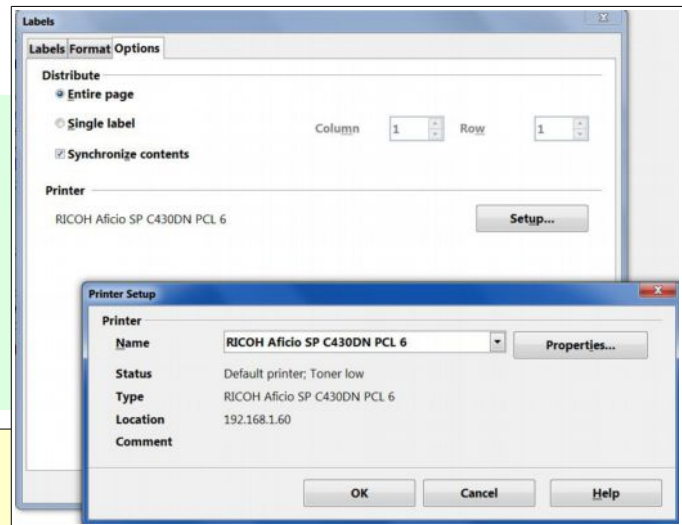 Labels
Labels Format Options
Distribute
Entire page
Single label Column 1 Row 1
Synchronize contents
Printer
RICOH Aficio SP C430DN PCL 6 Setup...
Printer Setup
Printer
Name RICOH Aficio SP C430DN PCL 6 Properties...
Status Default printer; Toner low
Type RICOH Aficio SP C430DN PCL 6
Location 192.168.1.60
Comment
OK Cancel Help